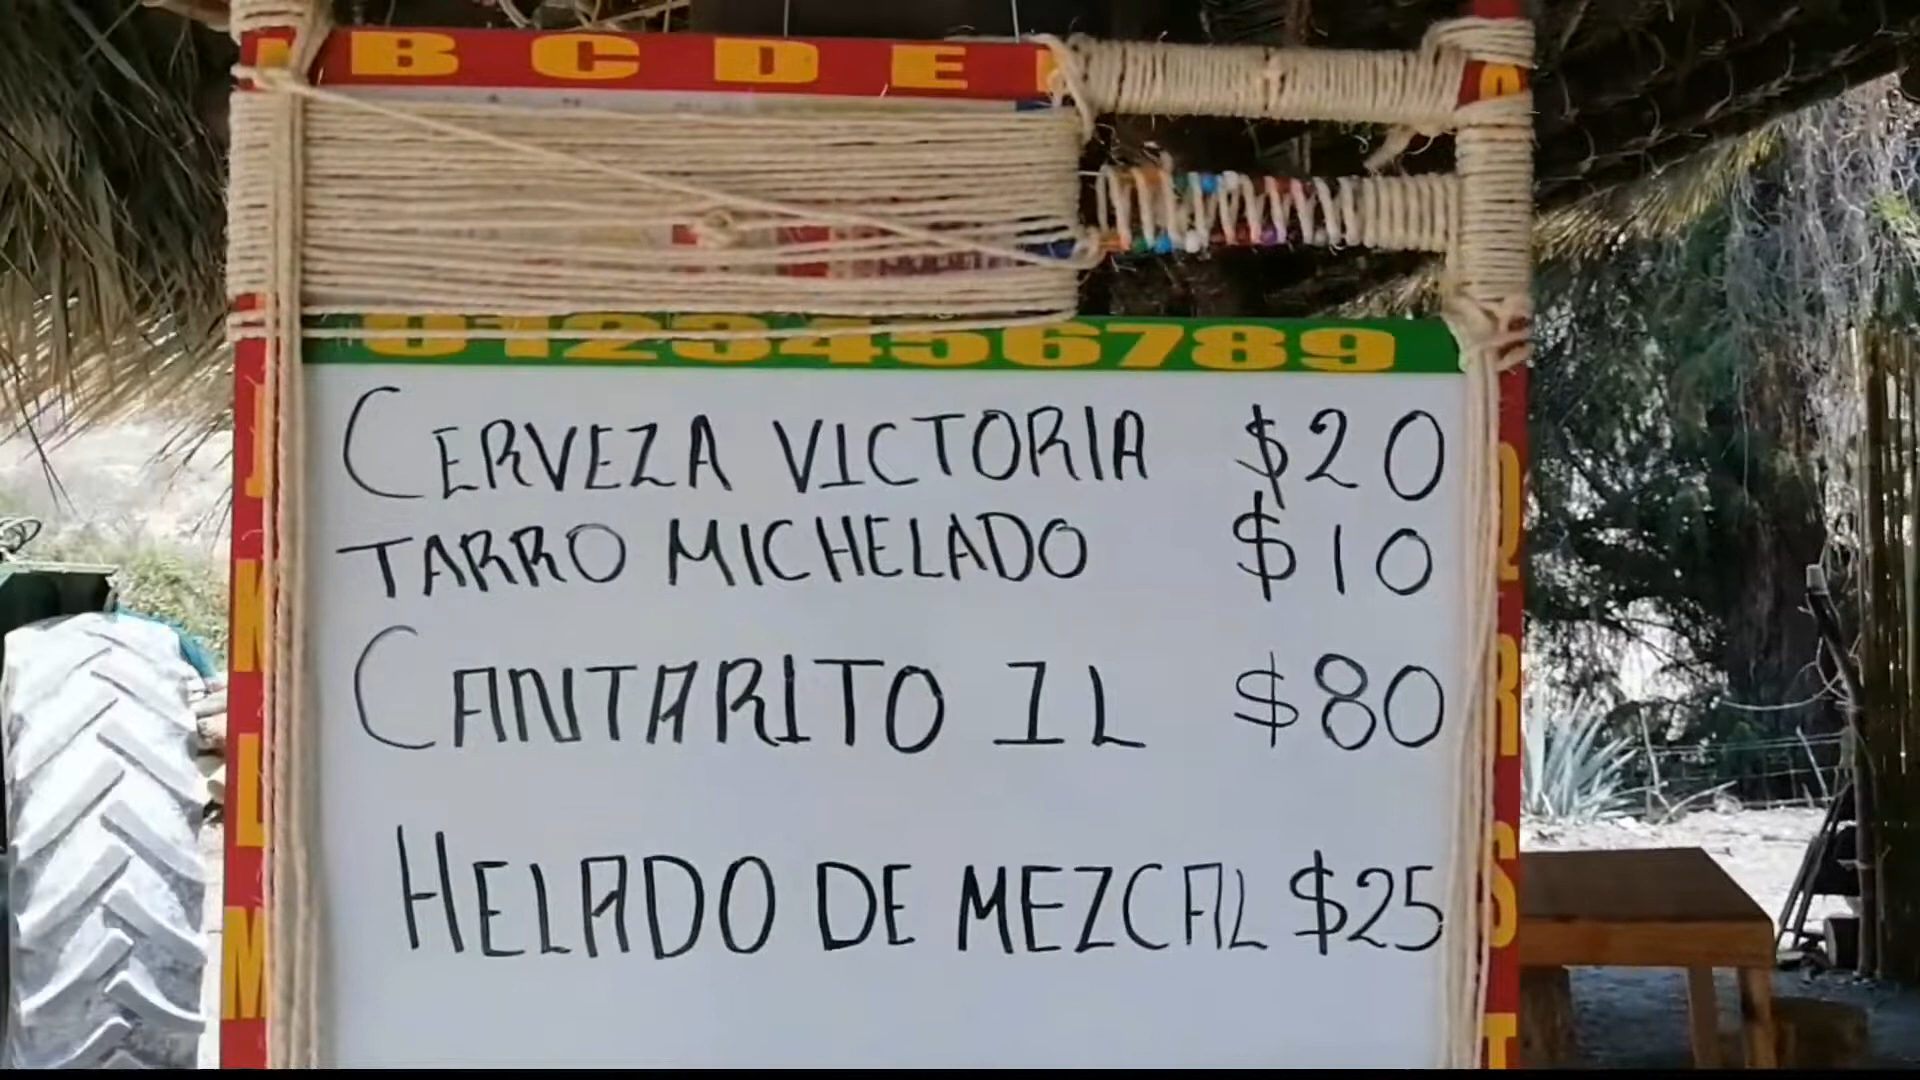 B C D E
0123456789
CERVEZA VICTORIA $20
TARRO MICHELADO $10
CANTARITO 1L $80
HELADO DE MEZCAL $25
K
L
M
Q
R
S
T